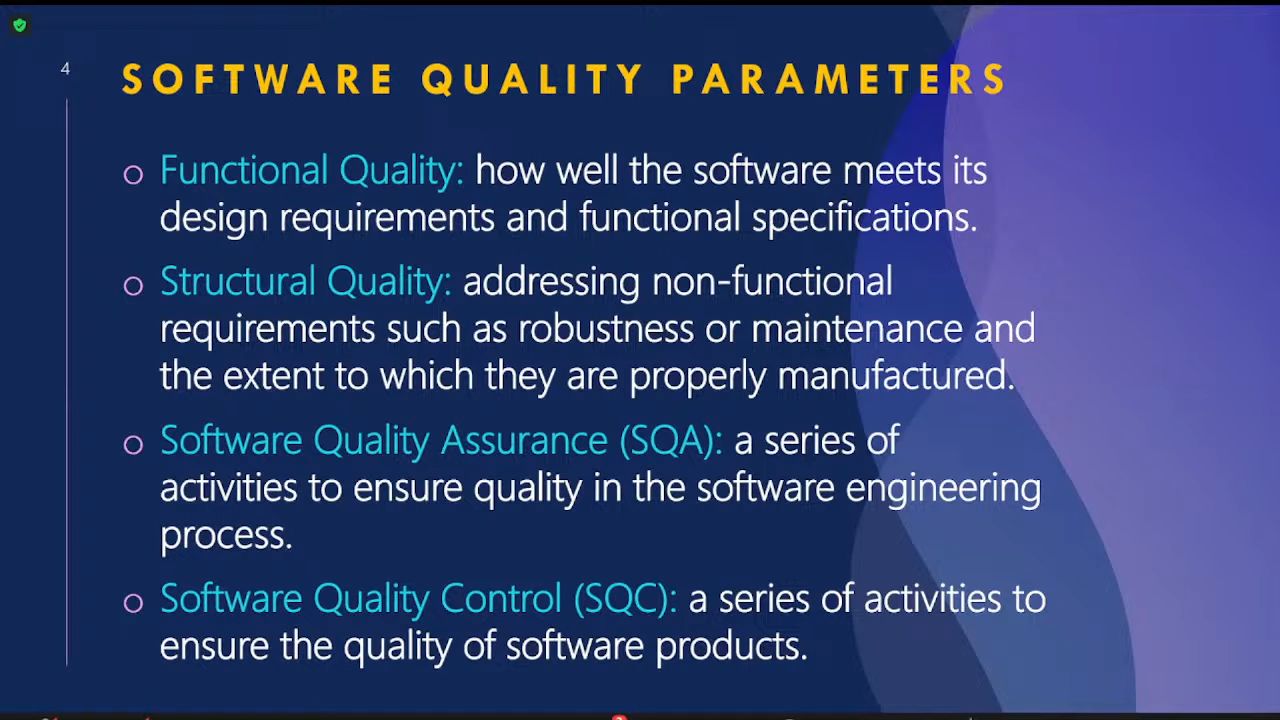 4
SOFTWARE QUALITY PARAMETERS
Functional Quality: how well the software meets its
design requirements and functional specifications.
Structural Quality: addressing non-functional
requirements such as robustness or maintenance and
the extent to which they are properly manufactured.
Software Quality Assurance (SQA): a series of
activities to ensure quality in the software engineering
process.
Software Quality Control (SQC): a series of activities to
ensure the quality of software products.